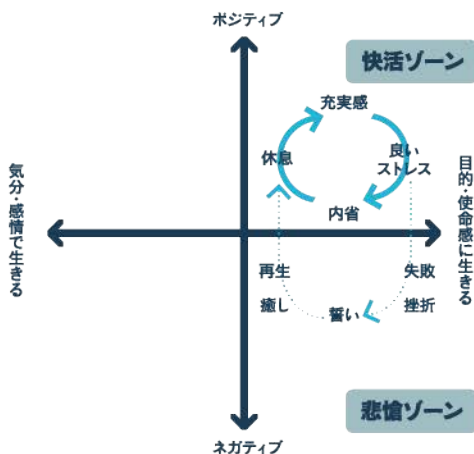 ポジティブ
快活ゾーン
充実感
休息
良い
ストレス
内省
気分・感情で生きる
目的・使命感に生きる
再生
癒し
誓い
失敗
挫折
悲愴ゾーン
ネガティブ